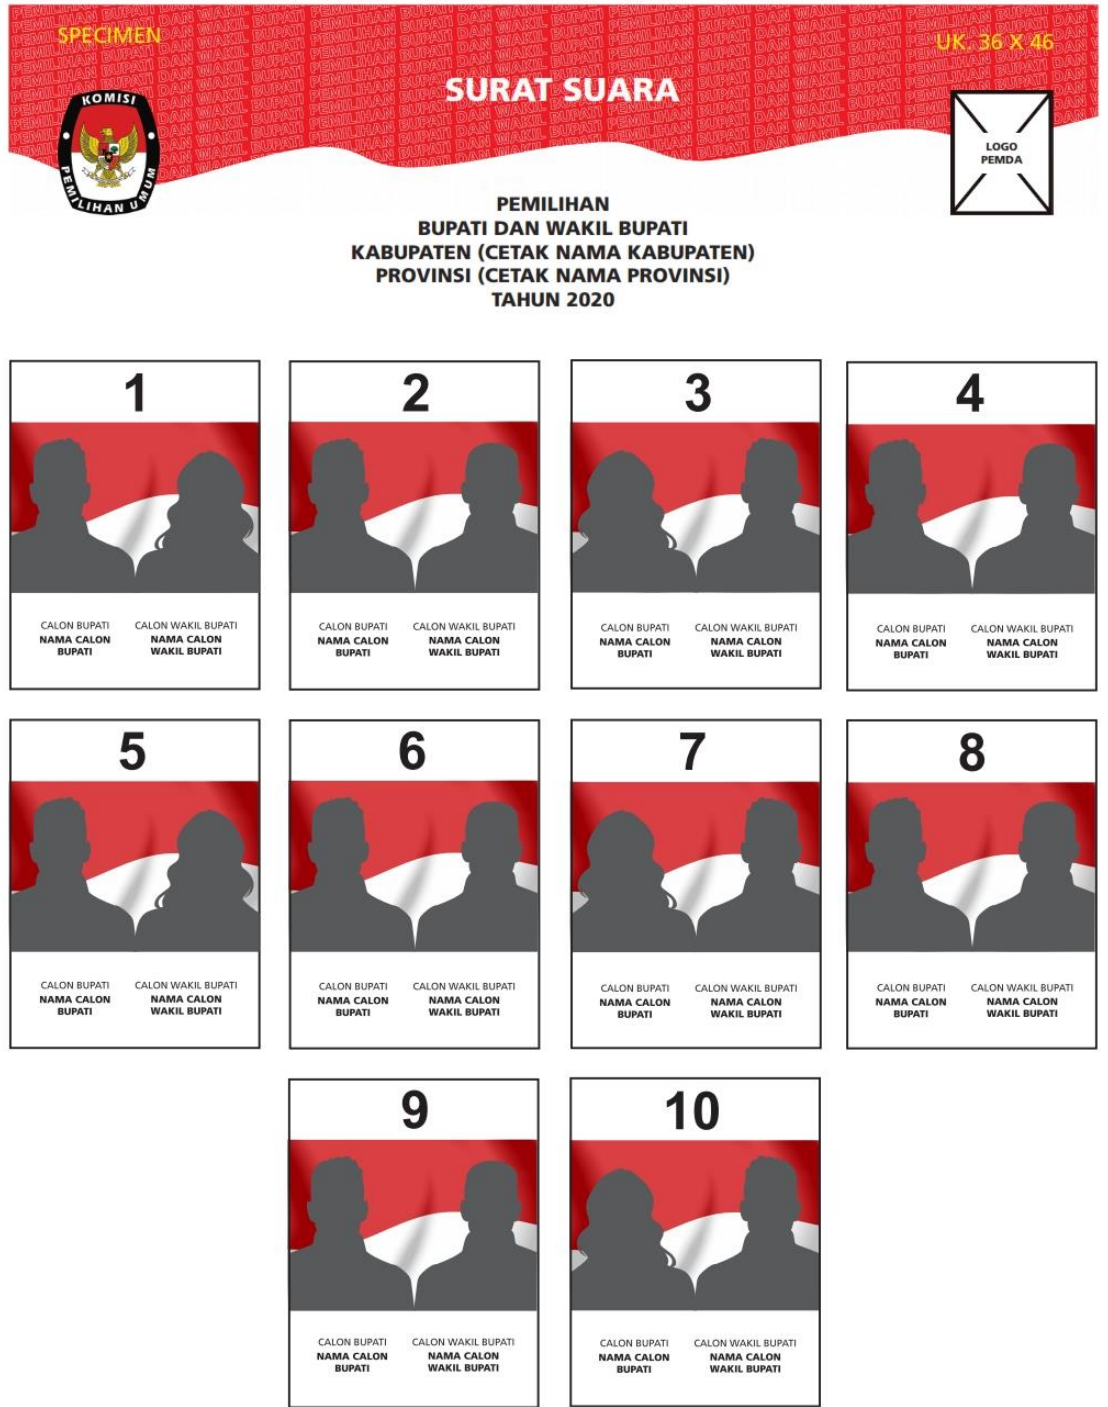 SPECIMEN
UK. 36 X 46
SURAT SUARA
KOMISI
PEMILIHAN UMUM
LOGO
PEMDA
PEMILIHAN
BUPATI DAN WAKIL BUPATI
KABUPATEN (CETAK NAMA KABUPATEN)
PROVINSI (CETAK NAMA PROVINSI)
TAHUN 2020
1
CALON BUPATI
NAMA CALON
BUPATI
CALON WAKIL BUPATI
NAMA CALON
WAKIL BUPATI
2
CALON BUPATI
NAMA CALON
BUPATI
CALON WAKIL BUPATI
NAMA CALON
WAKIL BUPATI
3
CALON BUPATI
NAMA CALON
BUPATI
CALON WAKIL BUPATI
NAMA CALON
WAKIL BUPATI
4
CALON BUPATI
NAMA CALON
BUPATI
CALON WAKIL BUPATI
NAMA CALON
WAKIL BUPATI
5
CALON BUPATI
NAMA CALON
BUPATI
CALON WAKIL BUPATI
NAMA CALON
WAKIL BUPATI
6
CALON BUPATI
NAMA CALON
BUPATI
CALON WAKIL BUPATI
NAMA CALON
WAKIL BUPATI
7
CALON BUPATI
NAMA CALON
BUPATI
CALON WAKIL BUPATI
NAMA CALON
WAKIL BUPATI
8
CALON BUPATI
NAMA CALON
BUPATI
CALON WAKIL BUPATI
NAMA CALON
WAKIL BUPATI
9
CALON BUPATI
NAMA CALON
BUPATI
CALON WAKIL BUPATI
NAMA CALON
WAKIL BUPATI
10
CALON BUPATI
NAMA CALON
BUPATI
CALON WAKIL BUPATI
NAMA CALON
WAKIL BUPATI